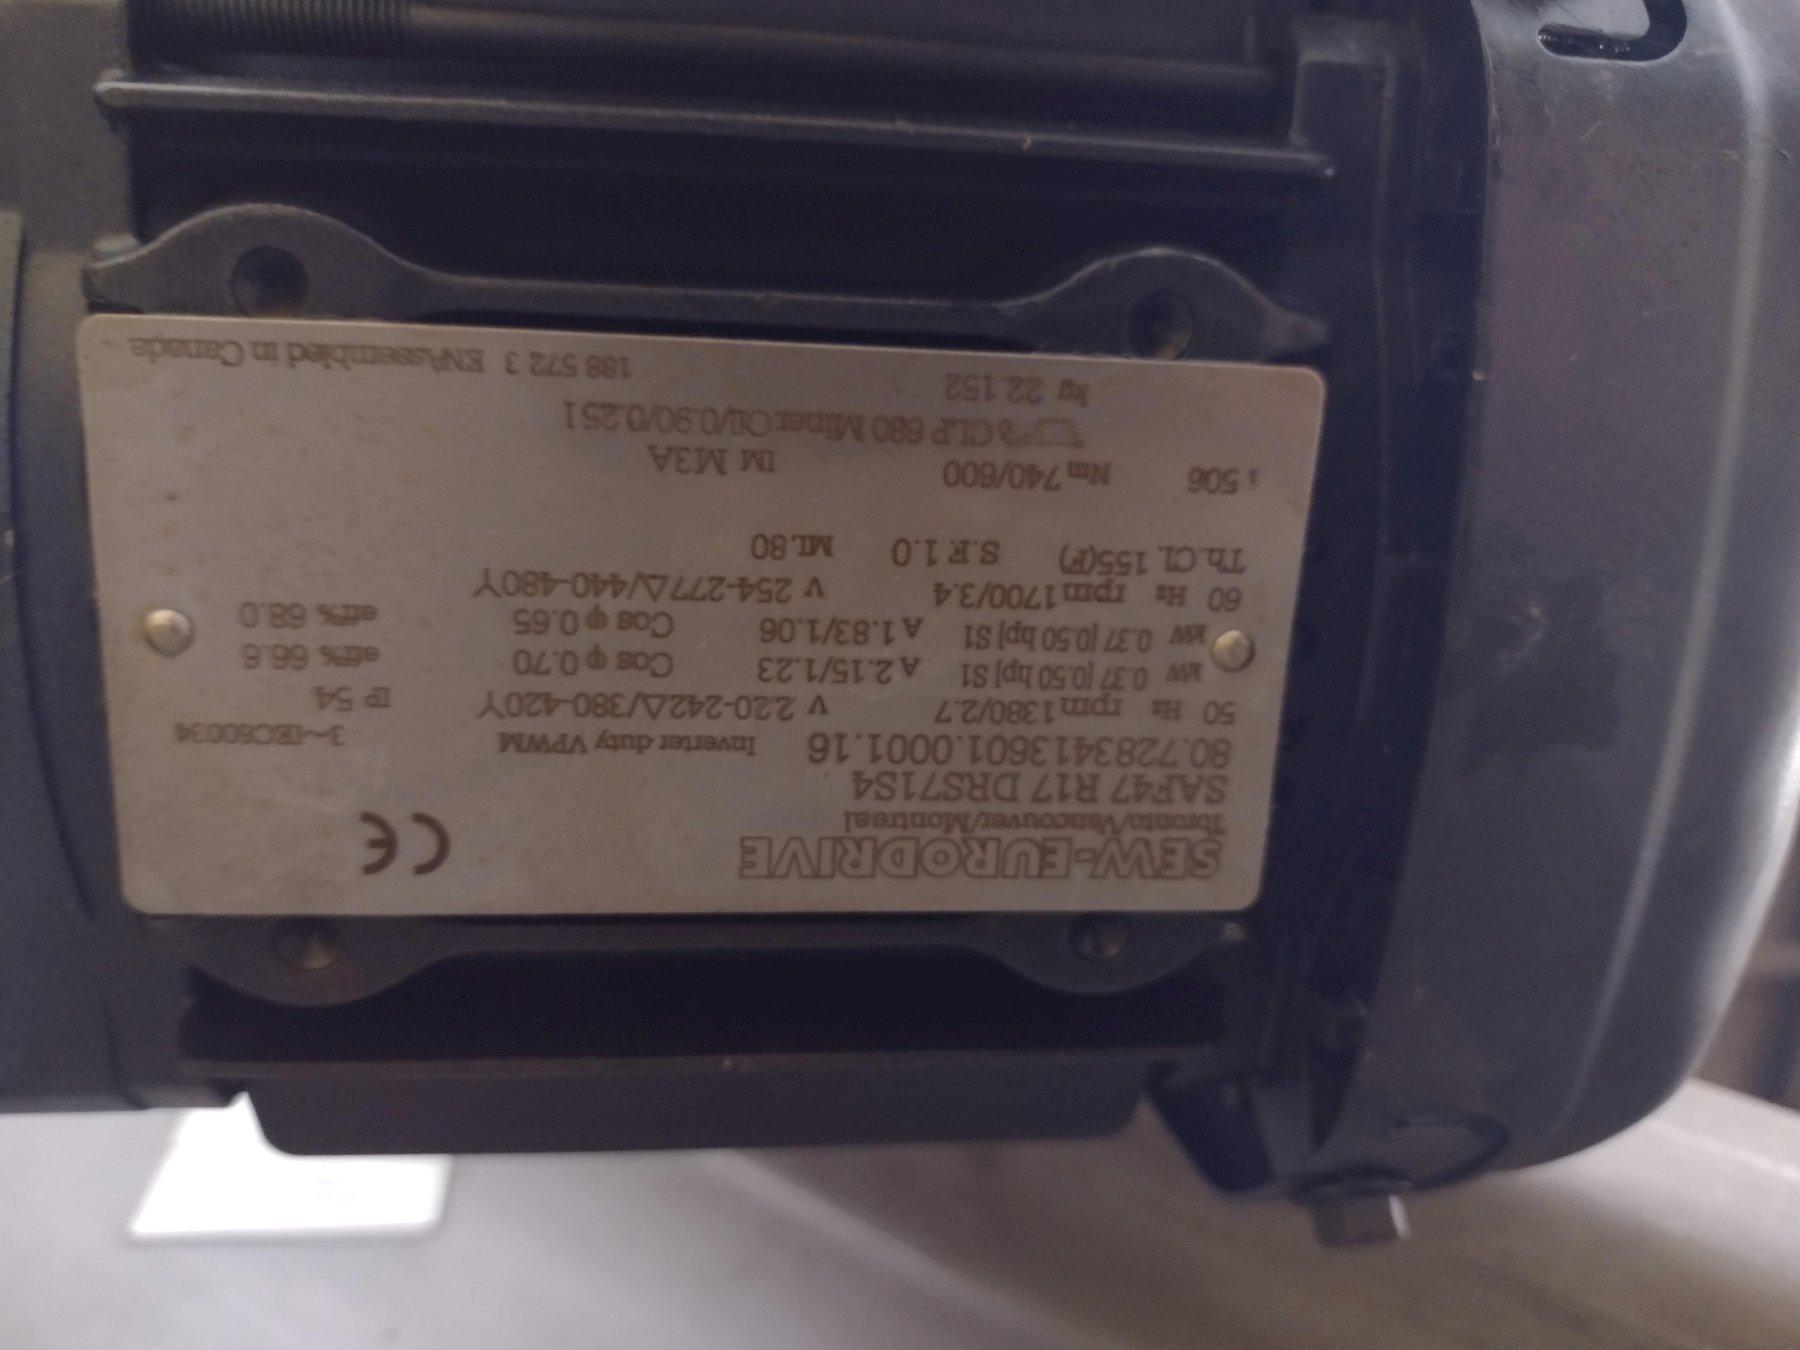 SEW-EURODRIVE CE
Toronto/Vancouver/Montreal
SAF47 R17 DRS71S4
80.7283413601.0001.16 Inverter duty VPWM 3~IEC60034
50 Hz rpm 1380/2.7 V 220-242△/380-420Y IP 54
kW 0.37 [0.50 hp] S1 A 2.15/1.23 Cos φ 0.70 eff% 66.6
kW 0.37 [0.50 hp] S1 A 1.83/1.06 Cos φ 0.65 eff% 68.0
60 Hz rpm 1700/3.4 V 254-277△/440-480Y
Th.Cl. 155(F) S.F. 1.0 ML 80
i 506 Nm 740/600 IM M3A
CLP 680 Miner.Oil/0.90/0.25 l
kg 22.152 188 572 3 EN Assembled in Canada